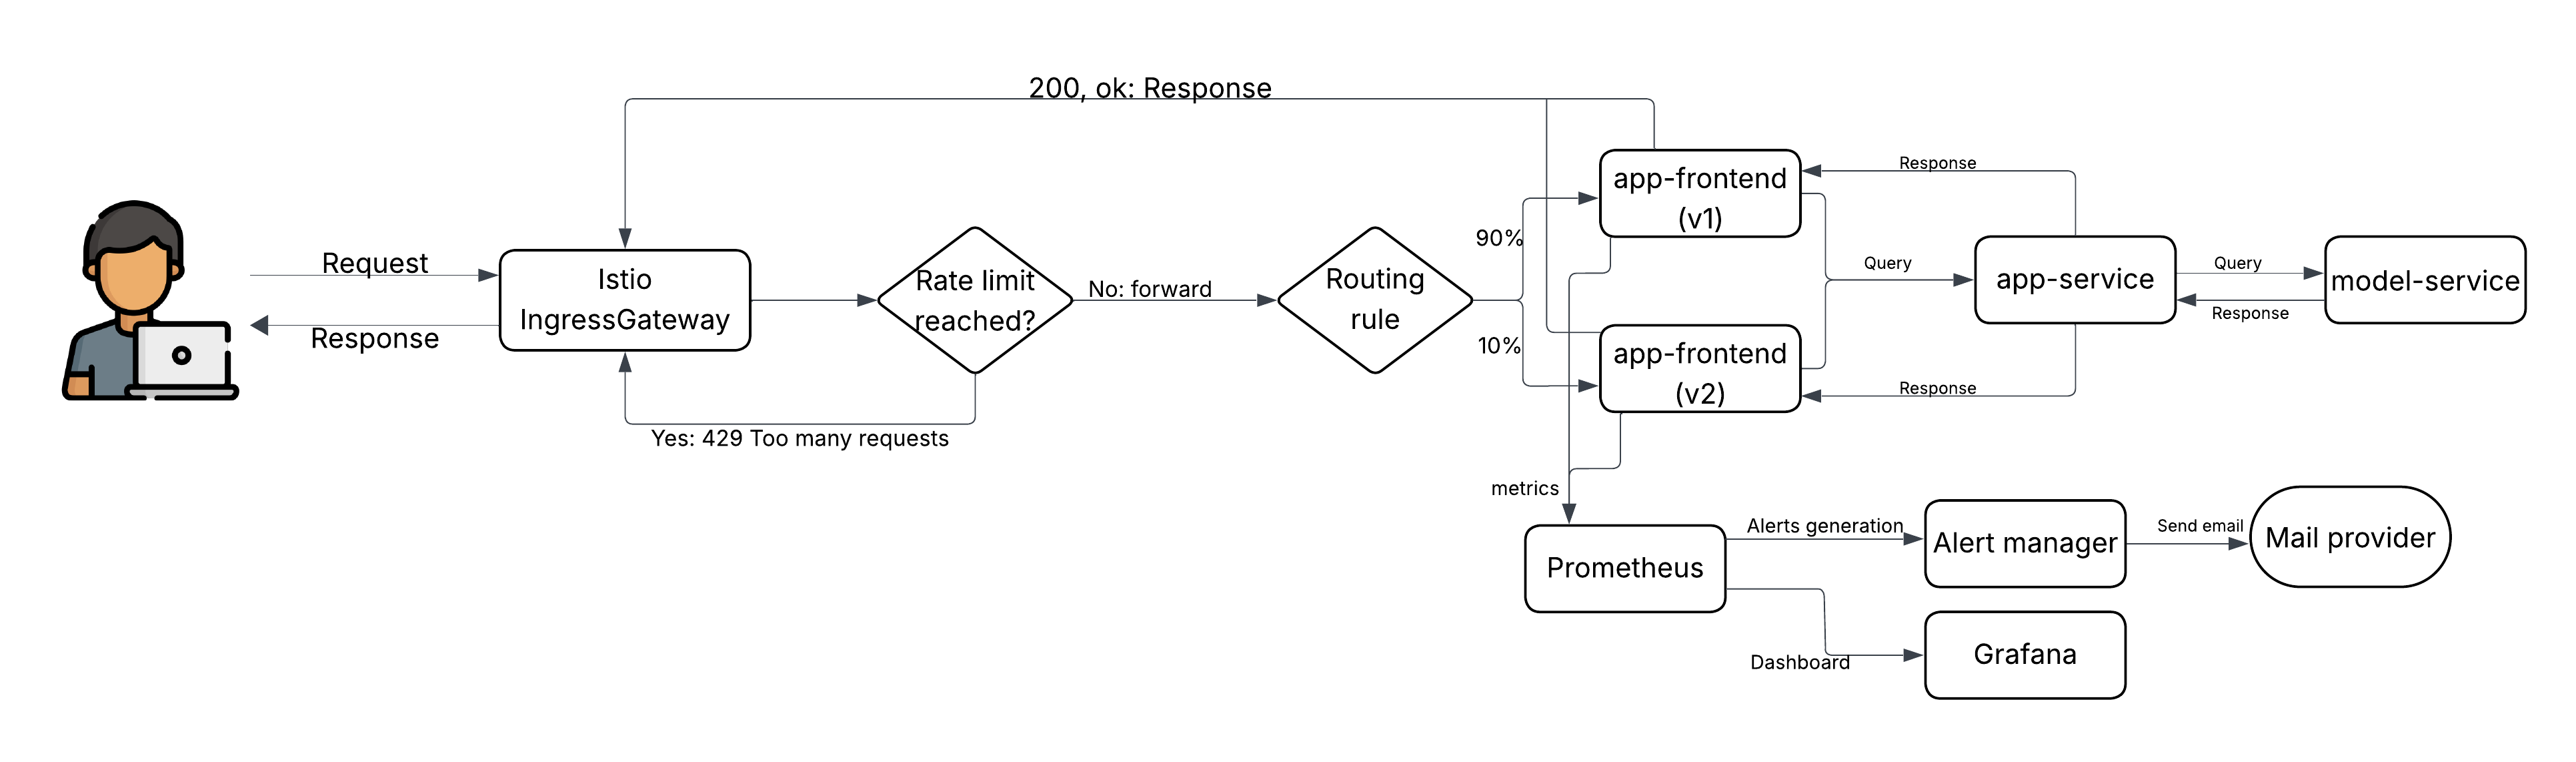 200, ok: Response
Request
Response
Istio
IngressGateway
Rate limit
reached?
Yes: 429 Too many requests
No: forward
Routing
rule
90%
10%
app-frontend
(v1)
app-frontend
(v2)
Response
Query
Response
app-service
Query
Response
model-service
metrics
Prometheus
Alerts generation
Alert manager
Send email
Mail provider
Dashboard
Grafana